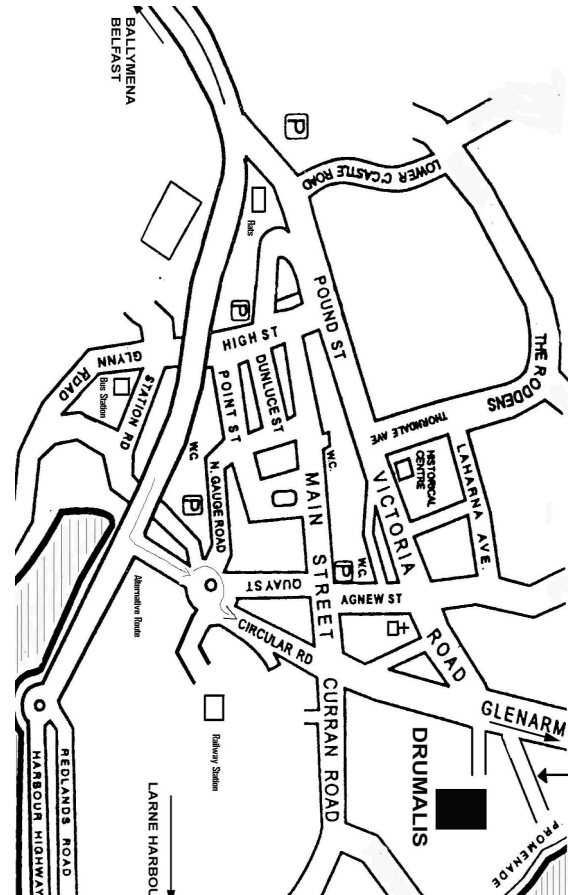 BALLYMENA
BELFAST
P
LOWER C'CASTLE ROAD
THE RODDENS
Flats
POUND ST
P
HIGH ST
DUNLUCE ST
POINT ST
GLYNN ROAD
Bus Station
STATION RD
W.C.
N. GAUGE ROAD
P
MAIN STREET
W.C.
THORNDALE AVE
HISTORICAL
CENTRE
LAHARNA AVE.
VICTORIA ROAD
W.C.
P
QUAY ST
AGNEW ST
CIRCULAR RD
Alternative Route
Railway Station
CURRAN ROAD
DRUMALIS
GLENARM
PROMENADE
LARNE HARBOU
REDLANDS ROAD
HARBOUR HIGHWAY